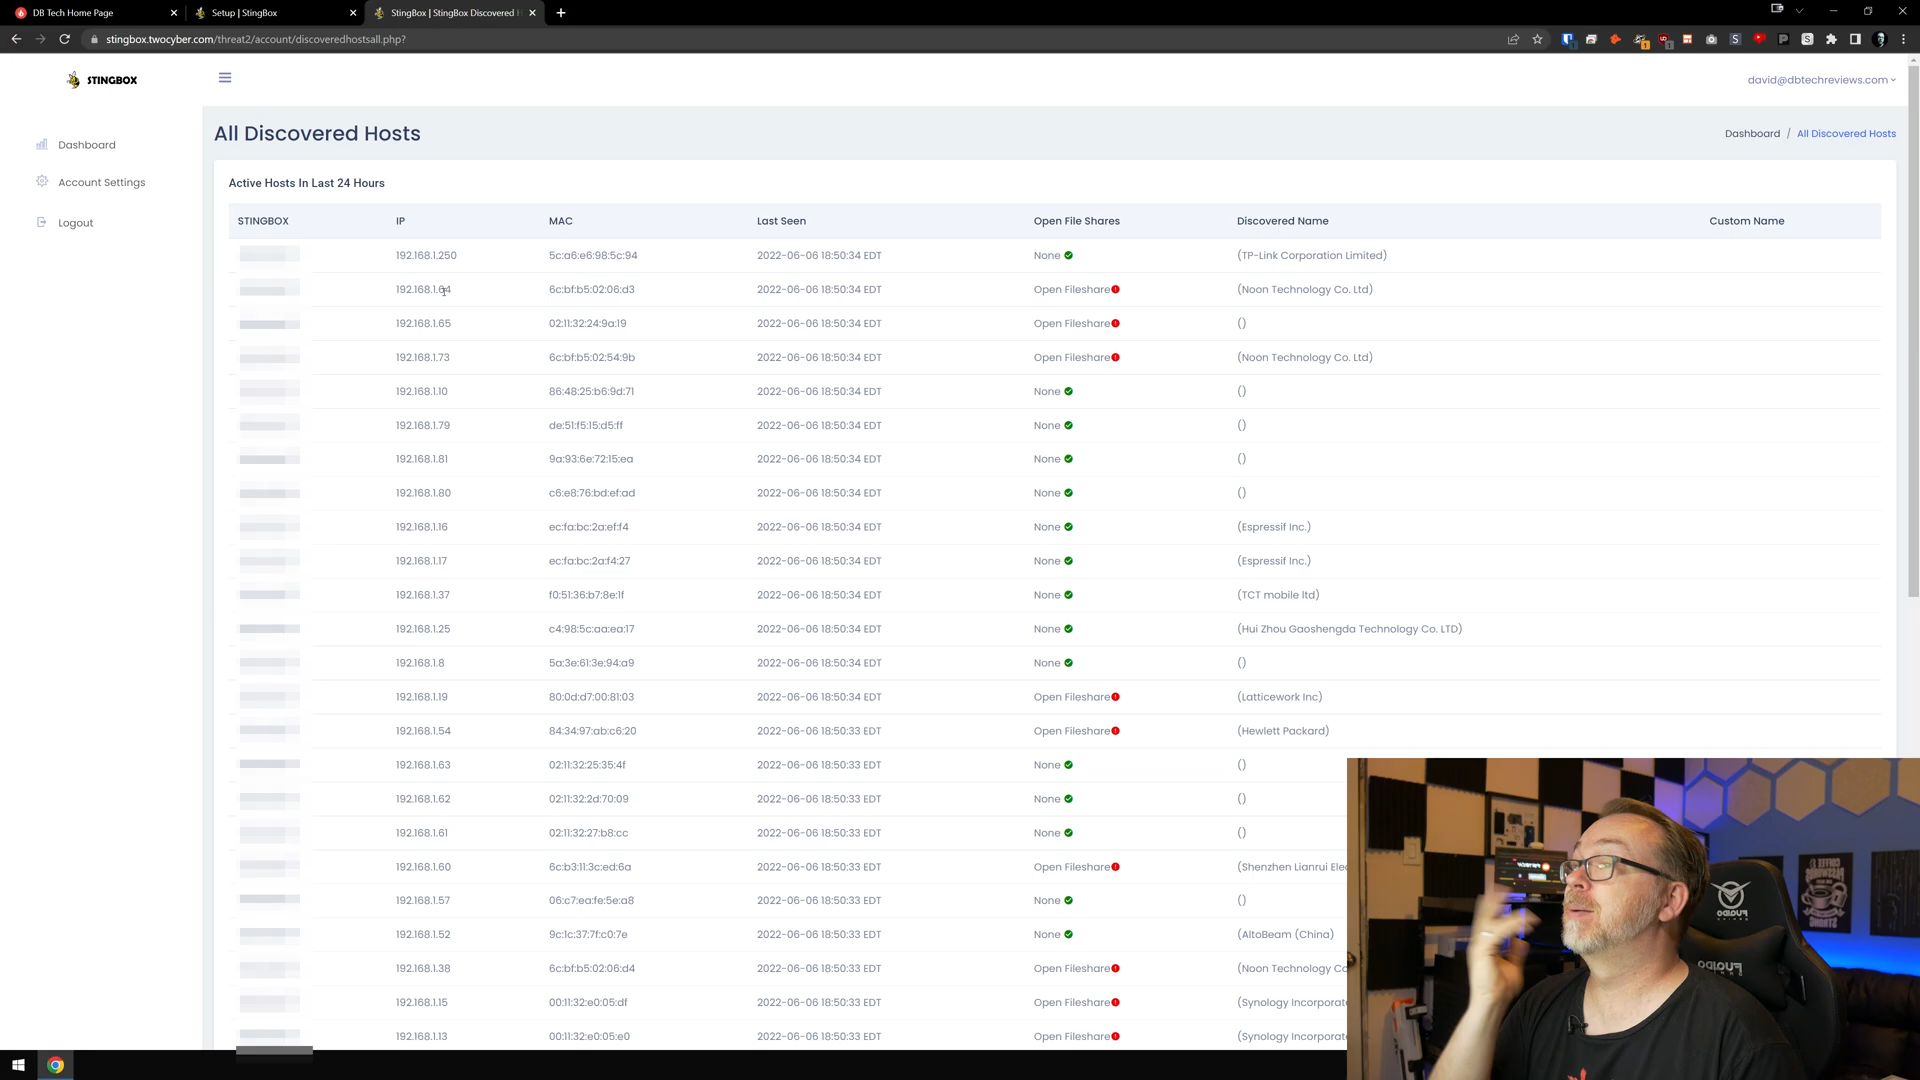 DB Tech Home Page
Setup | StingBox
StingBox | StingBox Discovered H
stingbox.twocyber.com/threat2/account/discoveredhostsall.php?
STINGBOX
david@dbtechreviews.com
Dashboard
Account Settings
Logout
All Discovered Hosts
Dashboard / All Discovered Hosts
Active Hosts In Last 24 Hours
STINGBOX IP MAC Last Seen Open File Shares Discovered Name Custom Name
192.168.1.250 5c:a6:e6:98:5c:94 2022-06-06 18:50:34 EDT None (TP-Link Corporation Limited)
192.168.1.64 6c:bf:b5:02:06:d3 2022-06-06 18:50:34 EDT Open Fileshare (Noon Technology Co. Ltd)
192.168.1.65 02:11:32:24:9a:19 2022-06-06 18:50:34 EDT Open Fileshare ()
192.168.1.73 6c:bf:b5:02:54:9b 2022-06-06 18:50:34 EDT Open Fileshare (Noon Technology Co. Ltd)
192.168.1.10 86:48:25:b6:9d:71 2022-06-06 18:50:34 EDT None ()
192.168.1.79 de:51:f5:15:d5:ff 2022-06-06 18:50:34 EDT None ()
192.168.1.81 9a:93:6e:72:15:ea 2022-06-06 18:50:34 EDT None ()
192.168.1.80 c6:e8:76:bd:ef:ad 2022-06-06 18:50:34 EDT None ()
192.168.1.16 ec:fa:bc:2a:ef:f4 2022-06-06 18:50:34 EDT None (Espressif Inc.)
192.168.1.17 ec:fa:bc:2a:f4:27 2022-06-06 18:50:34 EDT None (Espressif Inc.)
192.168.1.37 f0:51:36:b7:8e:1f 2022-06-06 18:50:34 EDT None (TCT mobile ltd)
192.168.1.25 c4:98:5c:aa:ea:17 2022-06-06 18:50:34 EDT None (Hui Zhou Gaoshengda Technology Co. LTD)
192.168.1.8 5a:3e:61:3e:94:a9 2022-06-06 18:50:34 EDT None ()
192.168.1.19 80:0d:d7:00:81:03 2022-06-06 18:50:34 EDT Open Fileshare (Latticework Inc)
192.168.1.54 84:34:97:ab:c6:20 2022-06-06 18:50:34 EDT Open Fileshare (Hewlett Packard)
192.168.1.63 02:11:32:25:35:4f 2022-06-06 18:50:33 EDT None ()
192.168.1.62 02:11:32:2d:70:09 2022-06-06 18:50:33 EDT None ()
192.168.1.61 02:11:32:27:b8:cc 2022-06-06 18:50:33 EDT None ()
192.168.1.60 6c:b3:11:3c:ed:6a 2022-06-06 18:50:33 EDT Open Fileshare (Shenzhen Lianrui Ele
192.168.1.57 06:c7:ea:fe:5e:a8 2022-06-06 18:50:33 EDT None ()
192.168.1.52 9c:1c:37:7f:c0:7e 2022-06-06 18:50:33 EDT None (AltoBeam (China)
192.168.1.38 6c:bf:b5:02:06:d4 2022-06-06 18:50:33 EDT Open Fileshare (Noon Technology Co
192.168.1.15 00:11:32:e0:05:df 2022-06-06 18:50:33 EDT Open Fileshare (Synology Incorporat
192.168.1.13 00:11:32:e0:05:e0 2022-06-06 18:50:33 EDT Open Fileshare (Synology Incorporat
COFFEE
STRONG
FUQIDO
FUQIDO